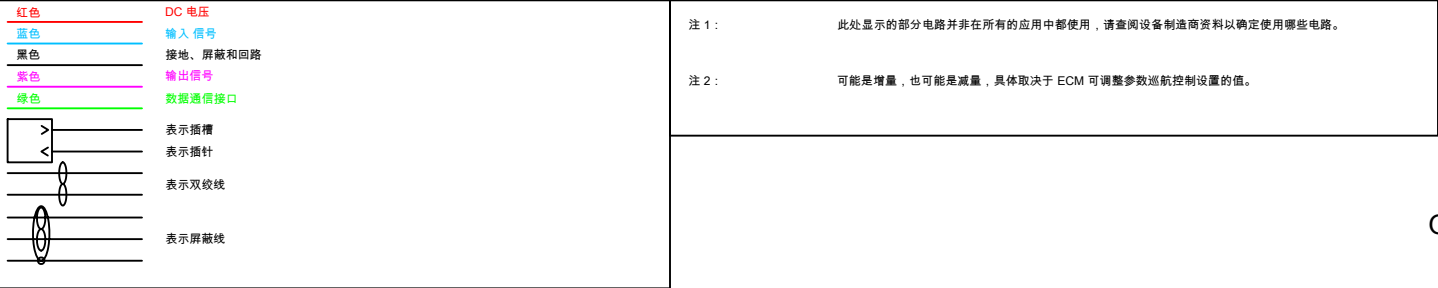 红色 DC 电压
蓝色 输入 信号
黑色 接地、屏蔽和回路
紫色 输出信号
绿色 数据通信接口
表示插槽
表示插针
表示双绞线
表示屏蔽线
注 1： 此处显示的部分电路并非在所有的应用中都使用，请查阅设备制造商资料以确定使用哪些电路。
注 2： 可能是增量，也可能是减量，具体取决于 ECM 可调整参数巡航控制设置的值。